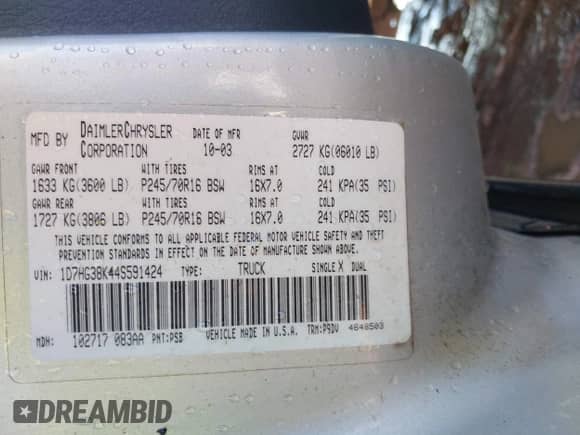 MFD BY DAIMLERCHRYSLER CORPORATION DATE OF MFR 10-03 GVWR 2727 KG(06010 LB)
GAWR FRONT WITH TIRES RIMS AT COLD
1633 KG(3600 LB) P245/70R16 BSW 16X7.0 241 KPA(35 PSI)
GAWR REAR WITH TIRES RIMS AT COLD
1727 KG(3806 LB) P245/70R16 BSW 16X7.0 241 KPA(35 PSI)
THIS VEHICLE CONFORMS TO ALL APPLICABLE FEDERAL MOTOR VEHICLE SAFETY AND THEFT
PREVENTION STANDARDS IN EFFECT ON THE DATE OF MANUFACTURE SHOWN ABOVE.
VIN: 1D7HG38K44S591424 TYPE: TRUCK SINGLE X DUAL
MDH: 102717 083AA PNT:PSB VEHICLE MADE IN U.S.A. TRM:P9DV 4648503
DREAMBID